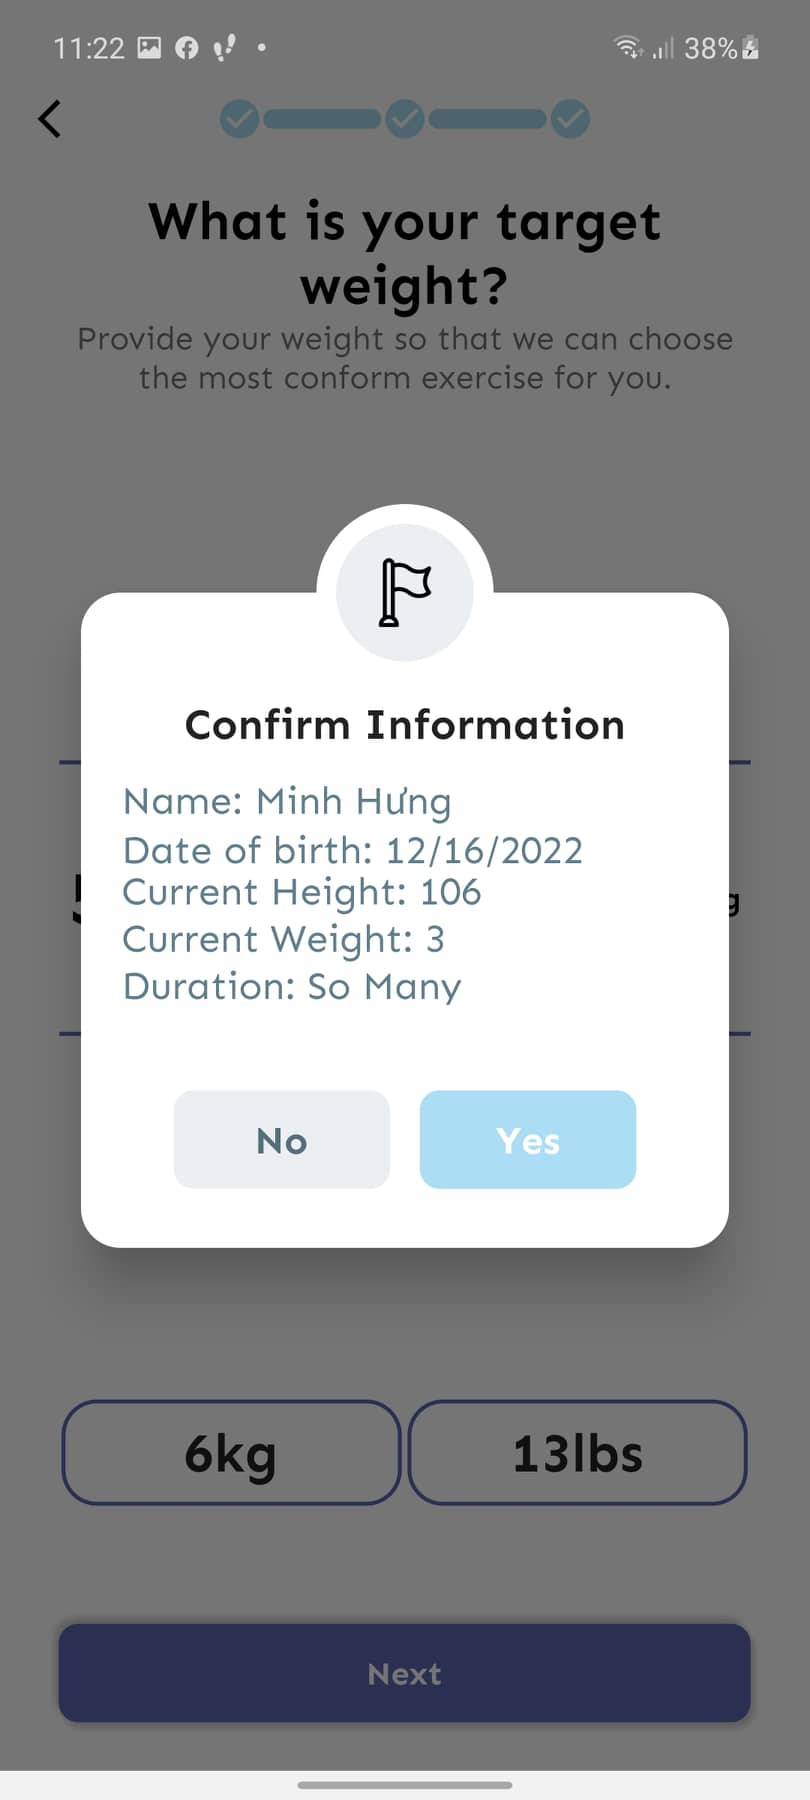 11:22
38%
What is your target
weight?
Provide your weight so that we can choose
the most conform exercise for you.
Confirm Information
Name: Minh Hưng
Date of birth: 12/16/2022
Current Height: 106
Current Weight: 3
Duration: So Many
No Yes
6kg 13lbs
Next